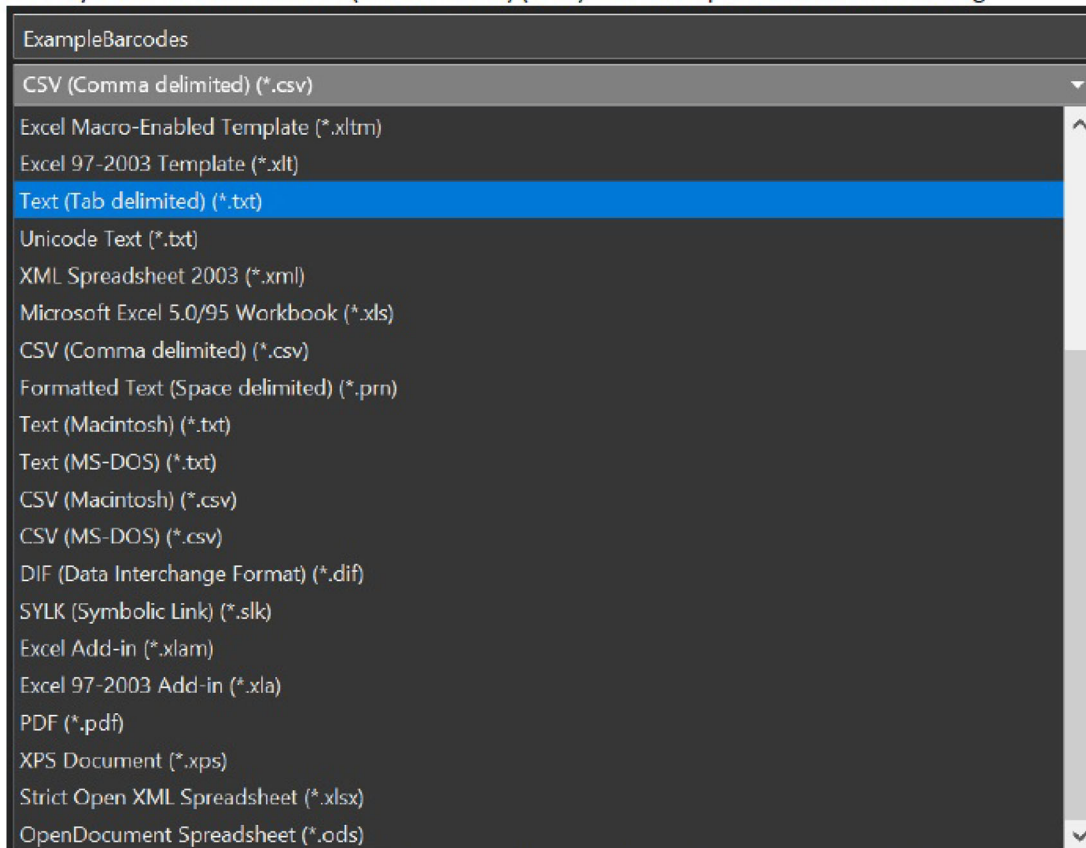 ExampleBarcodes
CSV (Comma delimited) (*.csv)
Excel Macro-Enabled Template (*.xltm)
Excel 97-2003 Template (*.xlt)
Text (Tab delimited) (*.txt)
Unicode Text (*.txt)
XML Spreadsheet 2003 (*.xml)
Microsoft Excel 5.0/95 Workbook (*.xls)
CSV (Comma delimited) (*.csv)
Formatted Text (Space delimited) (*.prn)
Text (Macintosh) (*.txt)
Text (MS-DOS) (*.txt)
CSV (Macintosh) (*.csv)
CSV (MS-DOS) (*.csv)
DIF (Data Interchange Format) (*.dif)
SYLK (Symbolic Link) (*.slk)
Excel Add-in (*.xlam)
Excel 97-2003 Add-in (*.xla)
PDF (*.pdf)
XPS Document (*.xps)
Strict Open XML Spreadsheet (*.xlsx)
OpenDocument Spreadsheet (*.ods)